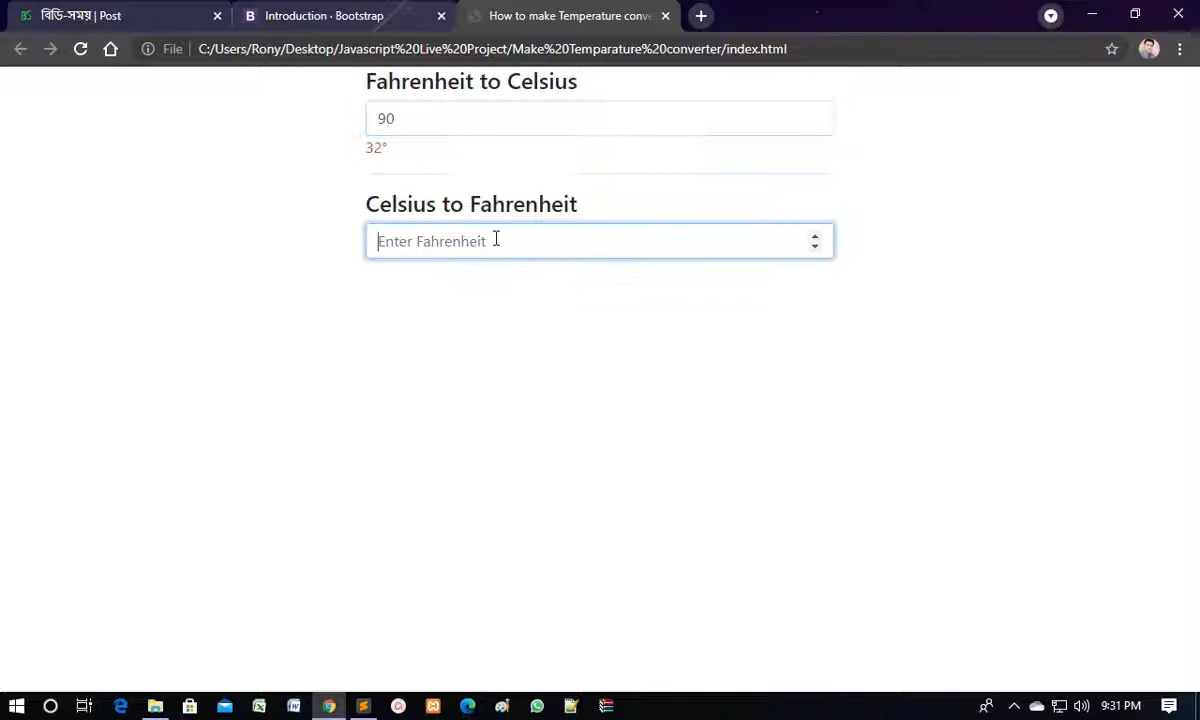 বিডি-সময় | Post
Introduction · Bootstrap
How to make Temperature conve
File
C:/Users/Rony/Desktop/Javascript%20Live%20Project/Make%20Temparature%20converter/index.html
Fahrenheit to Celsius
90
32°
Celsius to Fahrenheit
Enter Fahrenheit
9:31 PM